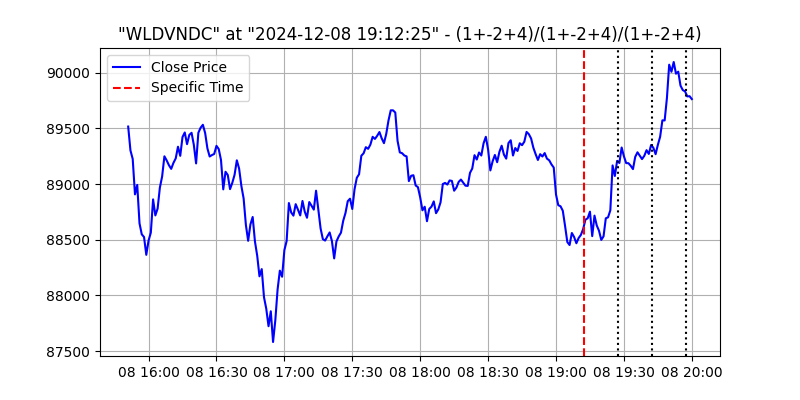 "WLDVNDC" at "2024-12-08 19:12:25" - (1+-2+4)/(1+-2+4)/(1+-2+4)
Close Price
Specific Time
90000
89500
89000
88500
88000
87500
08 16:00 08 16:30 08 17:00 08 17:30 08 18:00 08 18:30 08 19:00 08 19:30 08 20:00